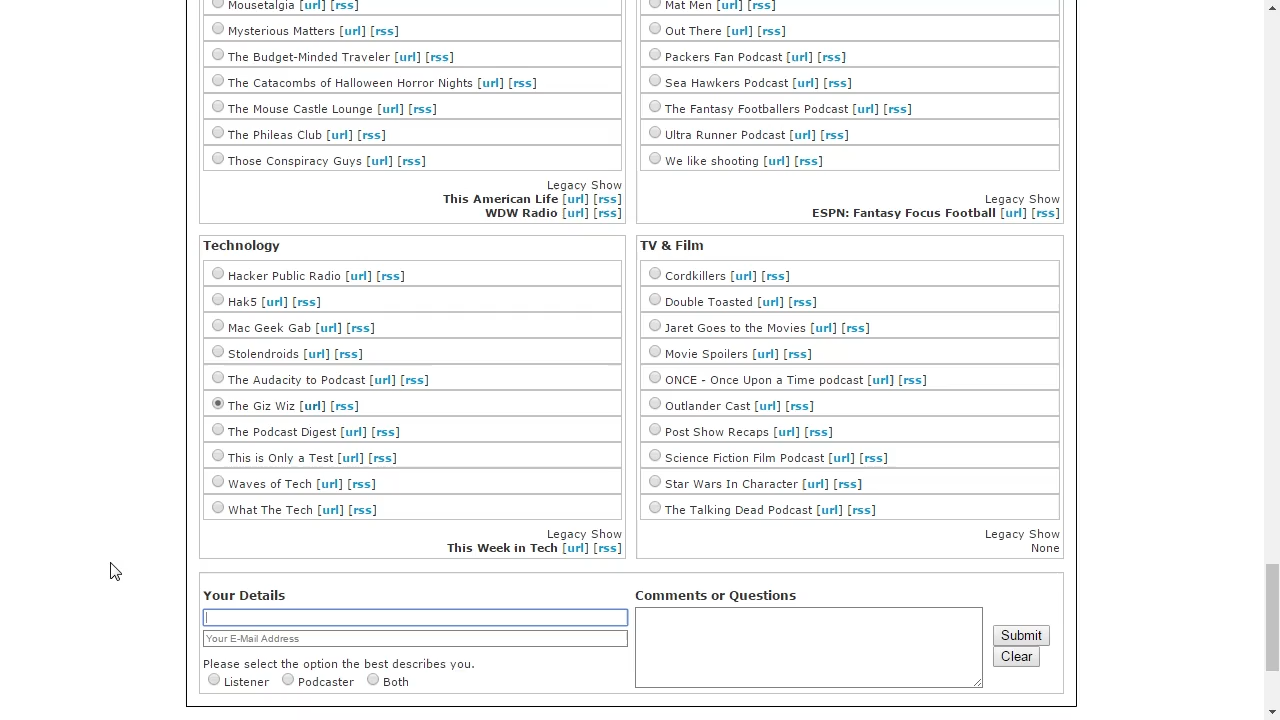 Mousetalgia [url] [rss]
Mysterious Matters [url] [rss]
The Budget-Minded Traveler [url] [rss]
The Catacombs of Halloween Horror Nights [url] [rss]
The Mouse Castle Lounge [url] [rss]
The Phileas Club [url] [rss]
Those Conspiracy Guys [url] [rss]
Legacy Show
This American Life [url] [rss]
WDW Radio [url] [rss]
Mat Men [url] [rss]
Out There [url] [rss]
Packers Fan Podcast [url] [rss]
Sea Hawkers Podcast [url] [rss]
The Fantasy Footballers Podcast [url] [rss]
Ultra Runner Podcast [url] [rss]
We like shooting [url] [rss]
Legacy Show
ESPN: Fantasy Focus Football [url] [rss]
Technology
Hacker Public Radio [url] [rss]
Hak5 [url] [rss]
Mac Geek Gab [url] [rss]
Stolendroids [url] [rss]
The Audacity to Podcast [url] [rss]
The Giz Wiz [url] [rss]
The Podcast Digest [url] [rss]
This is Only a Test [url] [rss]
Waves of Tech [url] [rss]
What The Tech [url] [rss]
Legacy Show
This Week in Tech [url] [rss]
TV & Film
Cordkillers [url] [rss]
Double Toasted [url] [rss]
Jaret Goes to the Movies [url] [rss]
Movie Spoilers [url] [rss]
ONCE - Once Upon a Time podcast [url] [rss]
Outlander Cast [url] [rss]
Post Show Recaps [url] [rss]
Science Fiction Film Podcast [url] [rss]
Star Wars In Character [url] [rss]
The Talking Dead Podcast [url] [rss]
Legacy Show
None
Your Details
Your E-Mail Address
Please select the option the best describes you.
Listener Podcaster Both
Comments or Questions
Submit
Clear